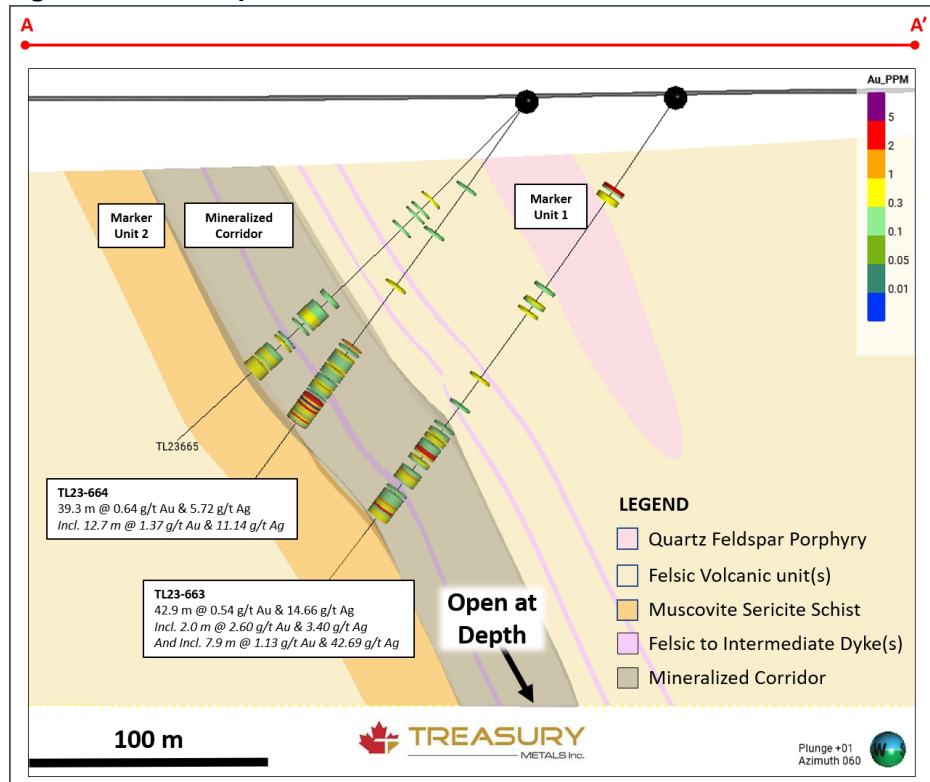 A
A'
Au_PPM
5
2
1
0.3
0.1
0.05
0.01
Marker
Unit 2
Mineralized
Corridor
Marker
Unit 1
TL23665
TL23-664
39.3 m @ 0.64 g/t Au & 5.72 g/t Ag
Incl. 12.7 m @ 1.37 g/t Au & 11.14 g/t Ag
TL23-663
42.9 m @ 0.54 g/t Au & 14.66 g/t Ag
Incl. 2.0 m @ 2.60 g/t Au & 3.40 g/t Ag
And Incl. 7.9 m @ 1.13 g/t Au & 42.69 g/t Ag
Open at
Depth
LEGEND
Quartz Feldspar Porphyry
Felsic Volcanic unit(s)
Muscovite Sericite Schist
Felsic to Intermediate Dyke(s)
Mineralized Corridor
100 m
TREASURY
METALS Inc.
Plunge +01
Azimuth 060
W